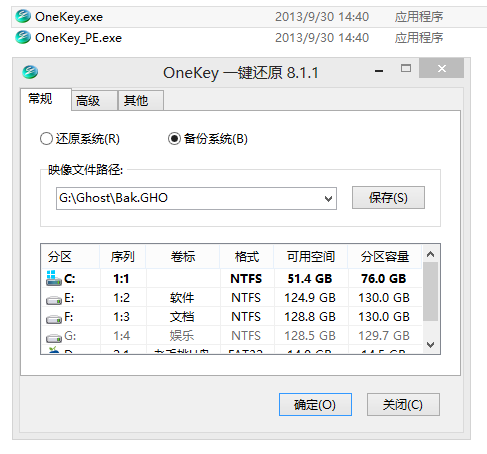 OneKey.exe 2013/9/30 14:40 应用程序
OneKey_PE.exe 2013/9/30 14:40 应用程序
OneKey 一键还原 8.1.1
常规 高级 其他
还原系统(R) 备份系统(B)
映像文件路径:
G:\Ghost\Bak.GHO 保存(S)
分区 序列 卷标 格式 可用空间 分区容量
C: 1:1 NTFS 51.4 GB 76.0 GB
E: 1:2 软件 NTFS 124.9 GB 130.0 GB
F: 1:3 文档 NTFS 128.8 GB 130.0 GB
G: 1:4 娱乐 NTFS 128.5 GB 129.7 GB
确定(O) 关闭(C)